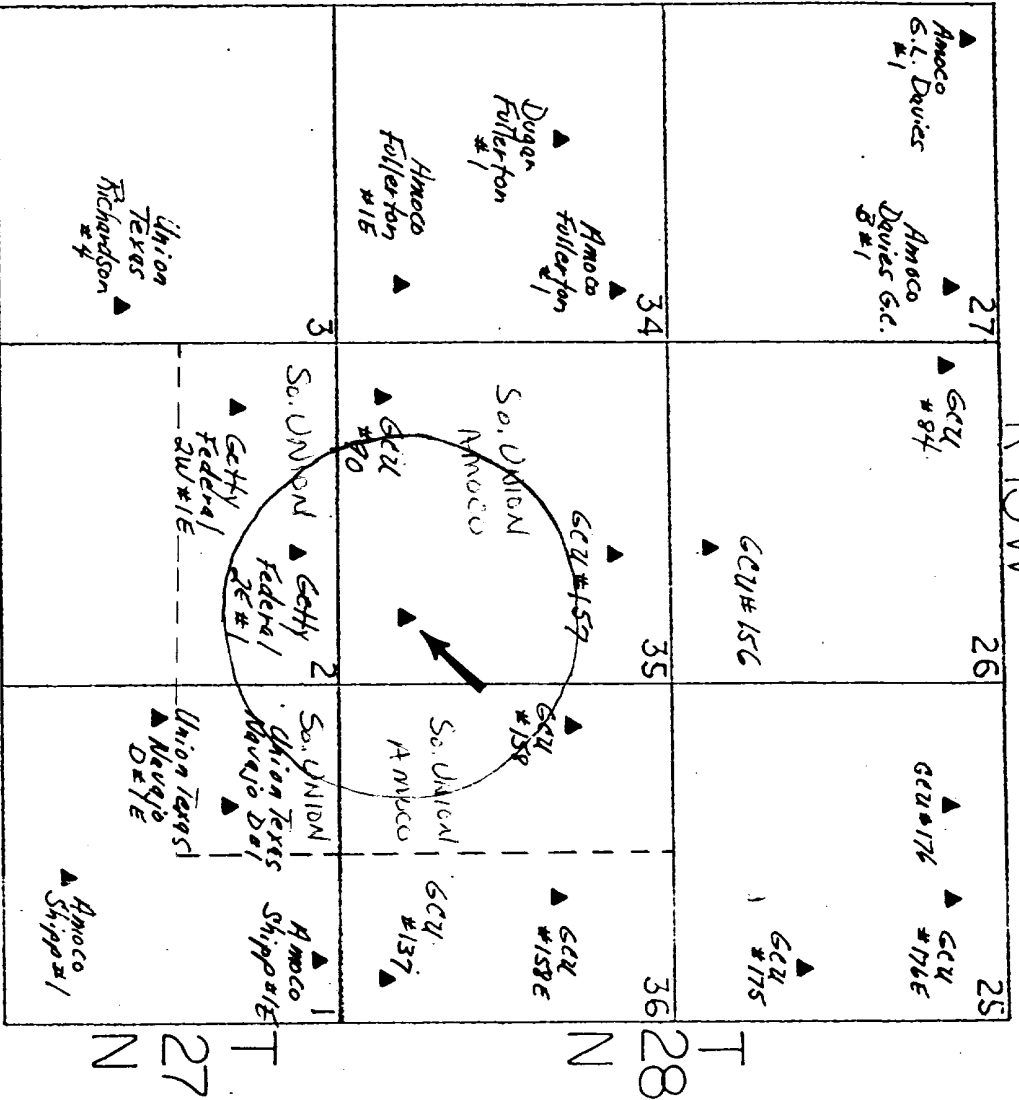 R 10 W
27
26
25
Amoco
G.L. Davies
#1
Amoco
Davies G.C.
B #1
GCU
#84
GCU #156
GCU #176
GCU
#176E
GCU
#175
34
35
36
Dugan
Fullerton
#1
Amoco
Fullerton
#1
Amoco
Fullerton
#1E
So. UNION
AMOCO
GCU
#90
GCU #157
GCU
#158
So. UNION
AMOCO
GCU
#158E
GCU
#137
T
28
N
3
2
1
Union
Texas
Richardson
#4
So. UNION
Getty
Federal
2W #1E
Getty
Federal
2E #1
So. UNION
Union Texas
Navajo D #1
Union Texas
Navajo
D #1E
Amoco
Shipp #1E
Amoco
Shipp #1
T
27
N